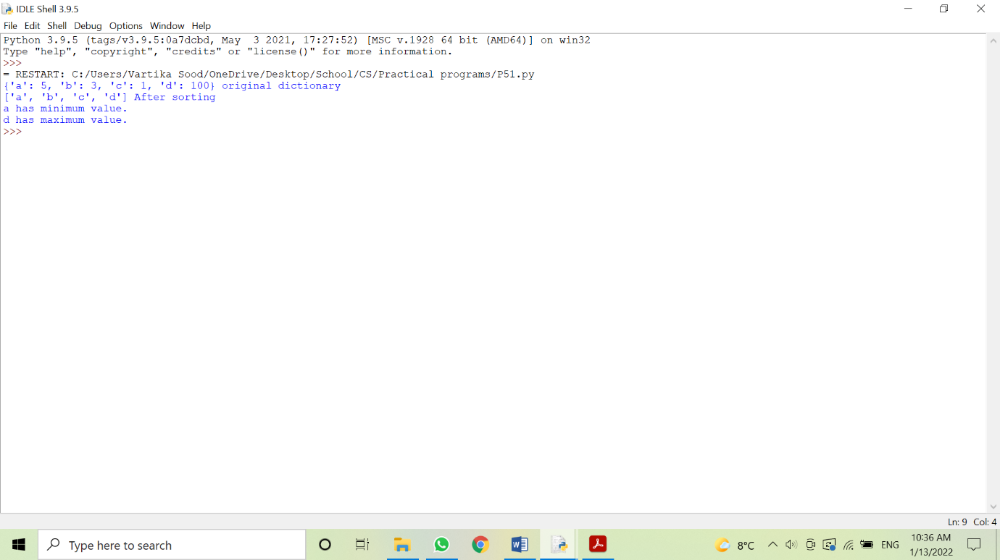 IDLE Shell 3.9.5
File Edit Shell Debug Options Window Help
Python 3.9.5 (tags/v3.9.5:0a7dcbd, May  3 2021, 17:27:52) [MSC v.1928 64 bit (AMD64)] on win32
Type "help", "copyright", "credits" or "license()" for more information.
>>>
= RESTART: C:/Users/Vartika Sood/OneDrive/Desktop/School/CS/Practical programs/P51.py
{'a': 5, 'b': 3, 'c': 1, 'd': 100} original dictionary
['a', 'b', 'c', 'd'] After sorting
a has minimum value.
d has maximum value.
>>>
Ln: 9 Col: 4
Type here to search
8°C
ENG
10:36 AM
1/13/2022